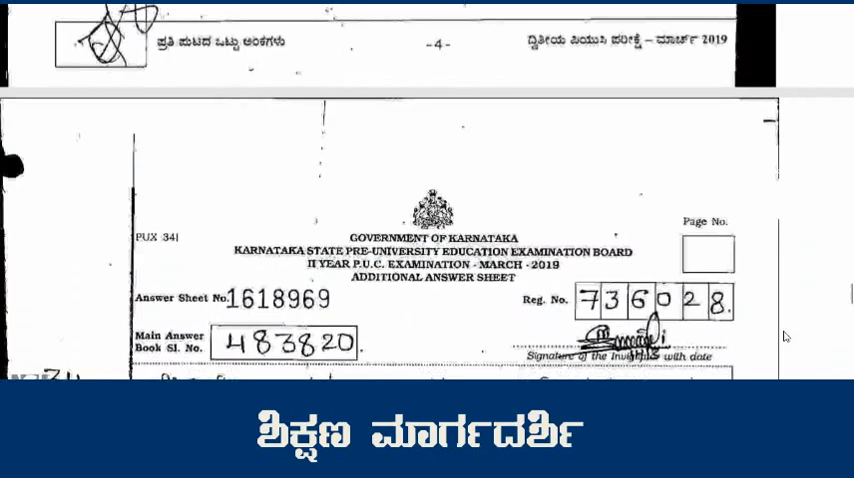 ಪ್ರತಿ ಪುಟದ ಒಟ್ಟು ಅಂಕಗಳು
-4-
ದ್ವಿತೀಯ ಪಿಯುಸಿ ಪರೀಕ್ಷೆ – ಮಾರ್ಚ್ 2019
Page No.
PUX 341
GOVERNMENT OF KARNATAKA
KARNATAKA STATE PRE-UNIVERSITY EDUCATION EXAMINATION BOARD
II YEAR P.U.C. EXAMINATION - MARCH - 2019
ADDITIONAL ANSWER SHEET
Answer Sheet No. 1618969
Reg. No. 736028.
Main Answer
Book Sl. No. 483820.
Signature of the Invigilator with date
ಶಿಕ್ಷಣ ಮಾರ್ಗದರ್ಶಿ